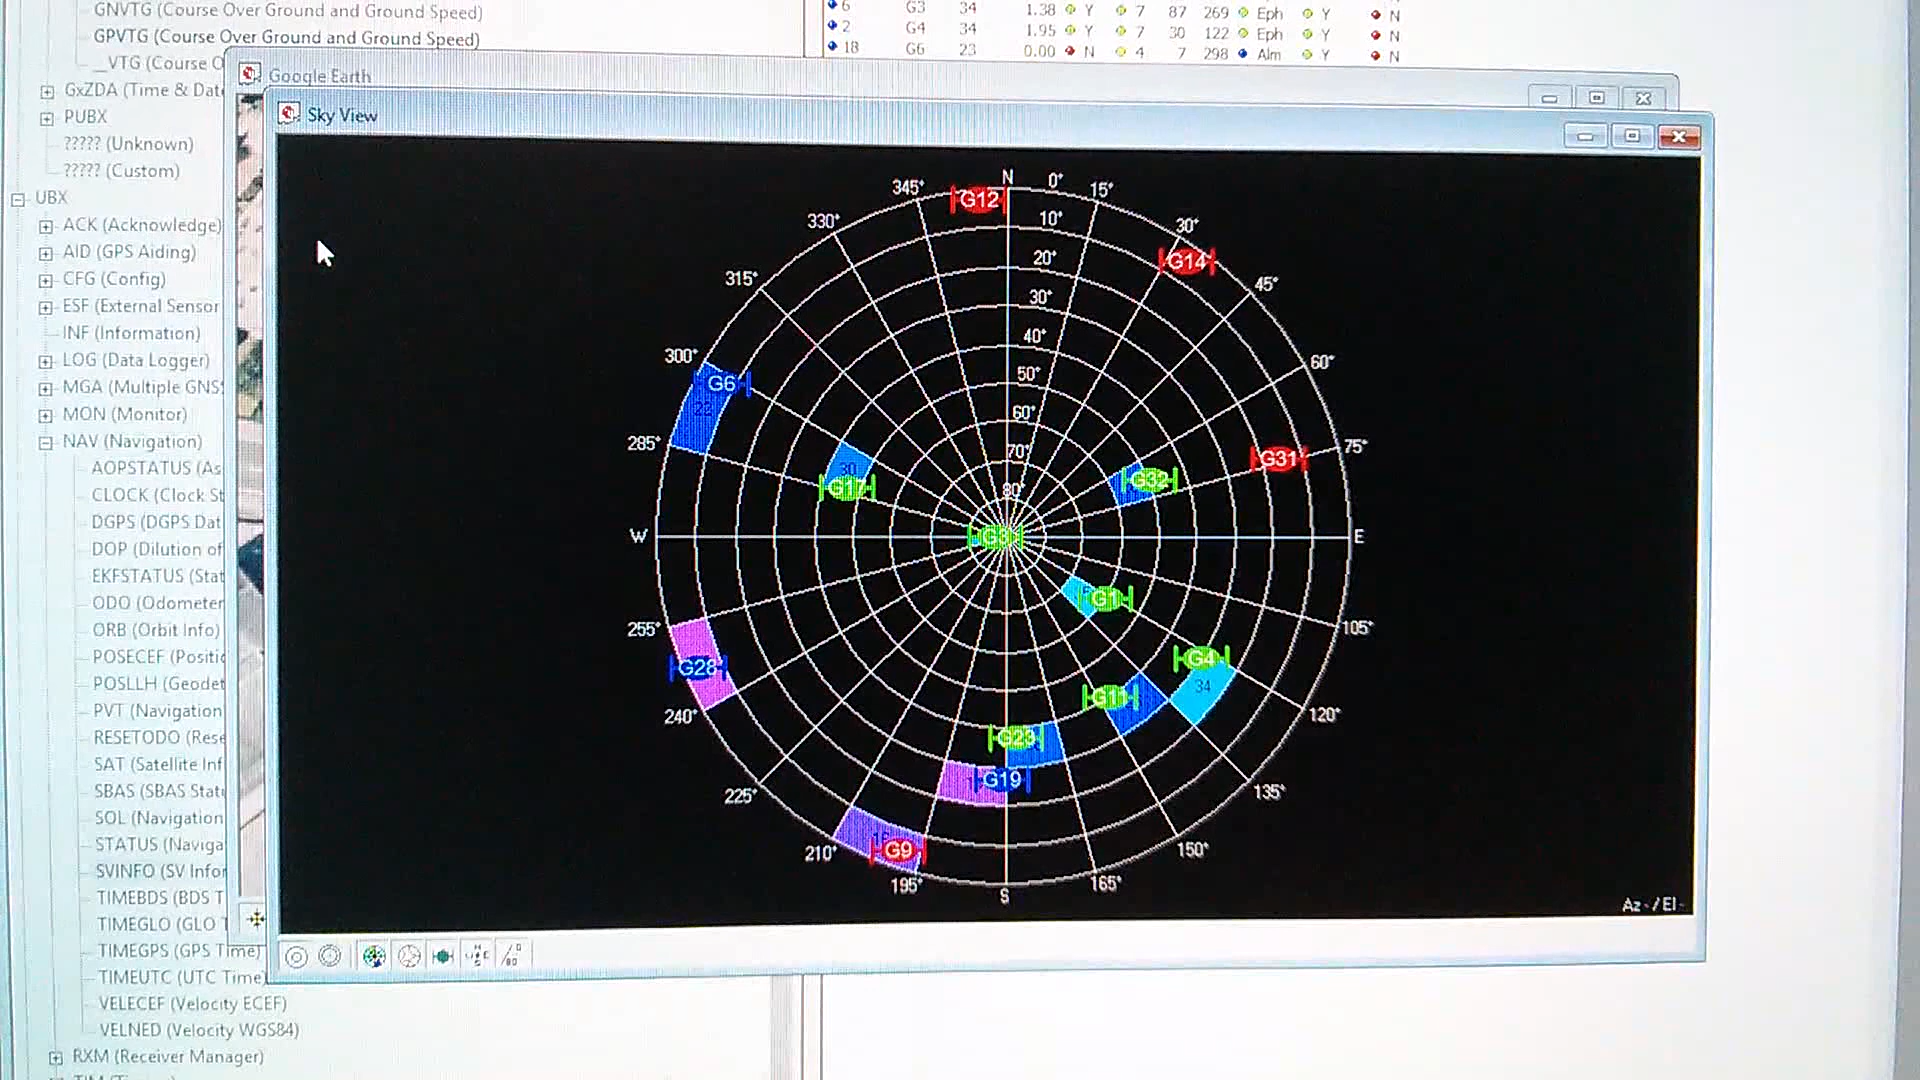 GNVTG (Course Over Ground and Ground Speed)
GPVTG (Course Over Ground and Ground Speed)
__VTG (Course O
GxZDA (Time & Date
PUBX
????? (Unknown)
????? (Custom)
UBX
ACK (Acknowledge)
AID (GPS Aiding)
CFG (Config)
ESF (External Sensor
INF (Information)
LOG (Data Logger)
MGA (Multiple GNSS
MON (Monitor)
NAV (Navigation)
AOPSTATUS (As
CLOCK (Clock St
DGPS (DGPS Dat
DOP (Dilution of
EKFSTATUS (Stat
ODO (Odometer
ORB (Orbit Info)
POSECEF (Positic
POSLLH (Geodet
PVT (Navigation
RESETODO (Rese
SAT (Satellite Inf
SBAS (SBAS Statu
SOL (Navigation
STATUS (Naviga
SVINFO (SV Infor
TIMEBDS (BDS T
TIMEGLO (GLO T
TIMEGPS (GPS Time)
TIMEUTC (UTC Time)
VELECEF (Velocity ECEF)
VELNED (Velocity WGS84)
RXM (Receiver Manager)
6 G3 34 1.38 Y 7 87 269 Eph Y N
2 G4 34 1.95 Y 7 30 122 Eph Y N
18 G6 23 0.00 N 4 7 298 Alm Y N
Google Earth
Sky View
N 0°
345° G12 15°
330° 10° 30°
20° G14
315° 45°
30°
40°
300° 60°
50°
G6
60°
285° 75°
70° G31
30
G17 G32
80°
W G3 E
G1
255° 105°
G28 G4
34
240° G11 120°
G23
G19
225° 135°
210° G9 150°
195° 165°
S
Az - / El -